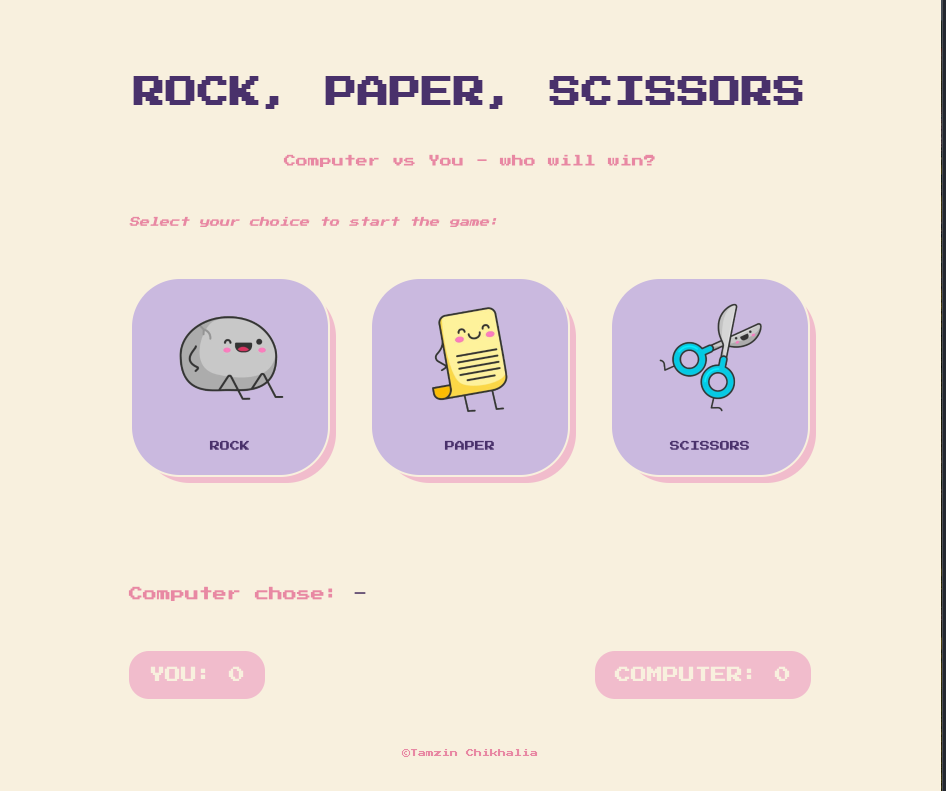 ROCK, PAPER, SCISSORS
Computer vs You - who will win?
Select your choice to start the game:
ROCK
PAPER
SCISSORS
Computer chose: -
YOU: 0
COMPUTER: 0
©Tamzin Chikhalia